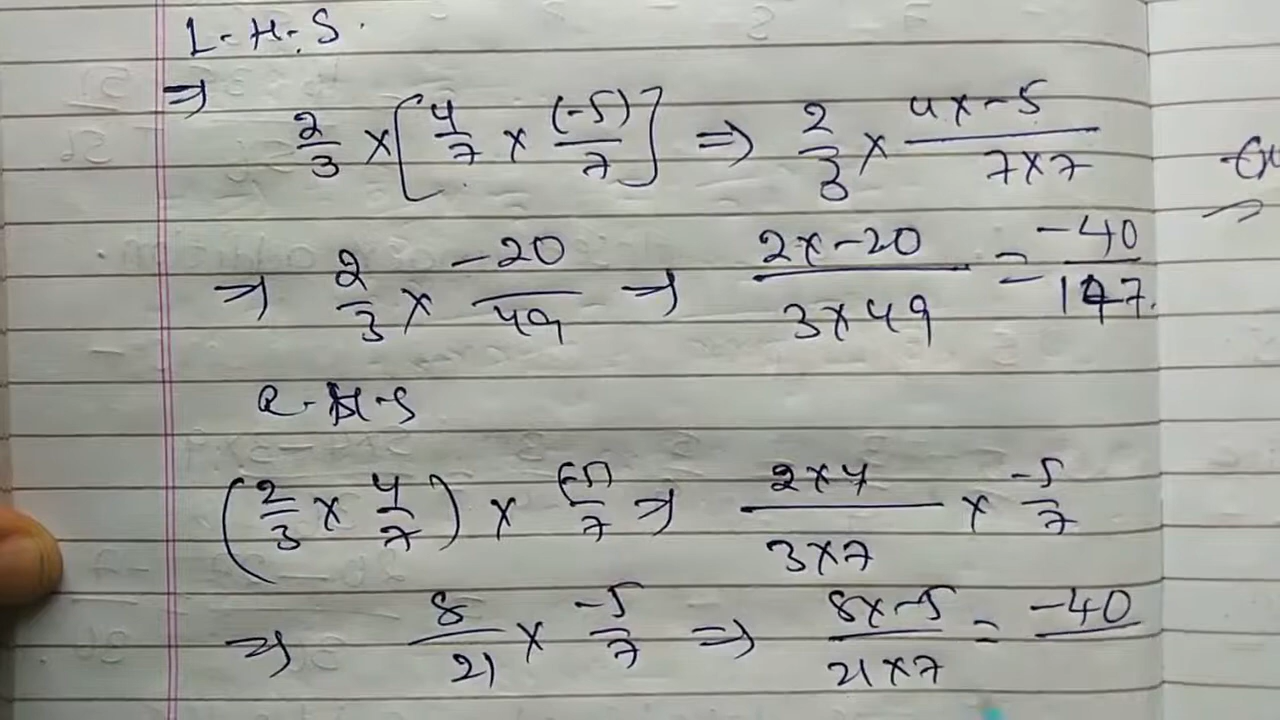 L-H-S.
⇒ 2/3 × [4/7 × (-5)/7] ⇒ 2/3 × 4×-5/7×7
⇒ 2/3 × -20/49 ⇒ 2×-20/3×49 = -40/147.
R-H-S
(2/3 × 4/7) × (-5)/7 ⇒ 2×4/3×7 × -5/7
⇒ 8/21 × -5/7 ⇒ 8×-5/21×7 = -40/